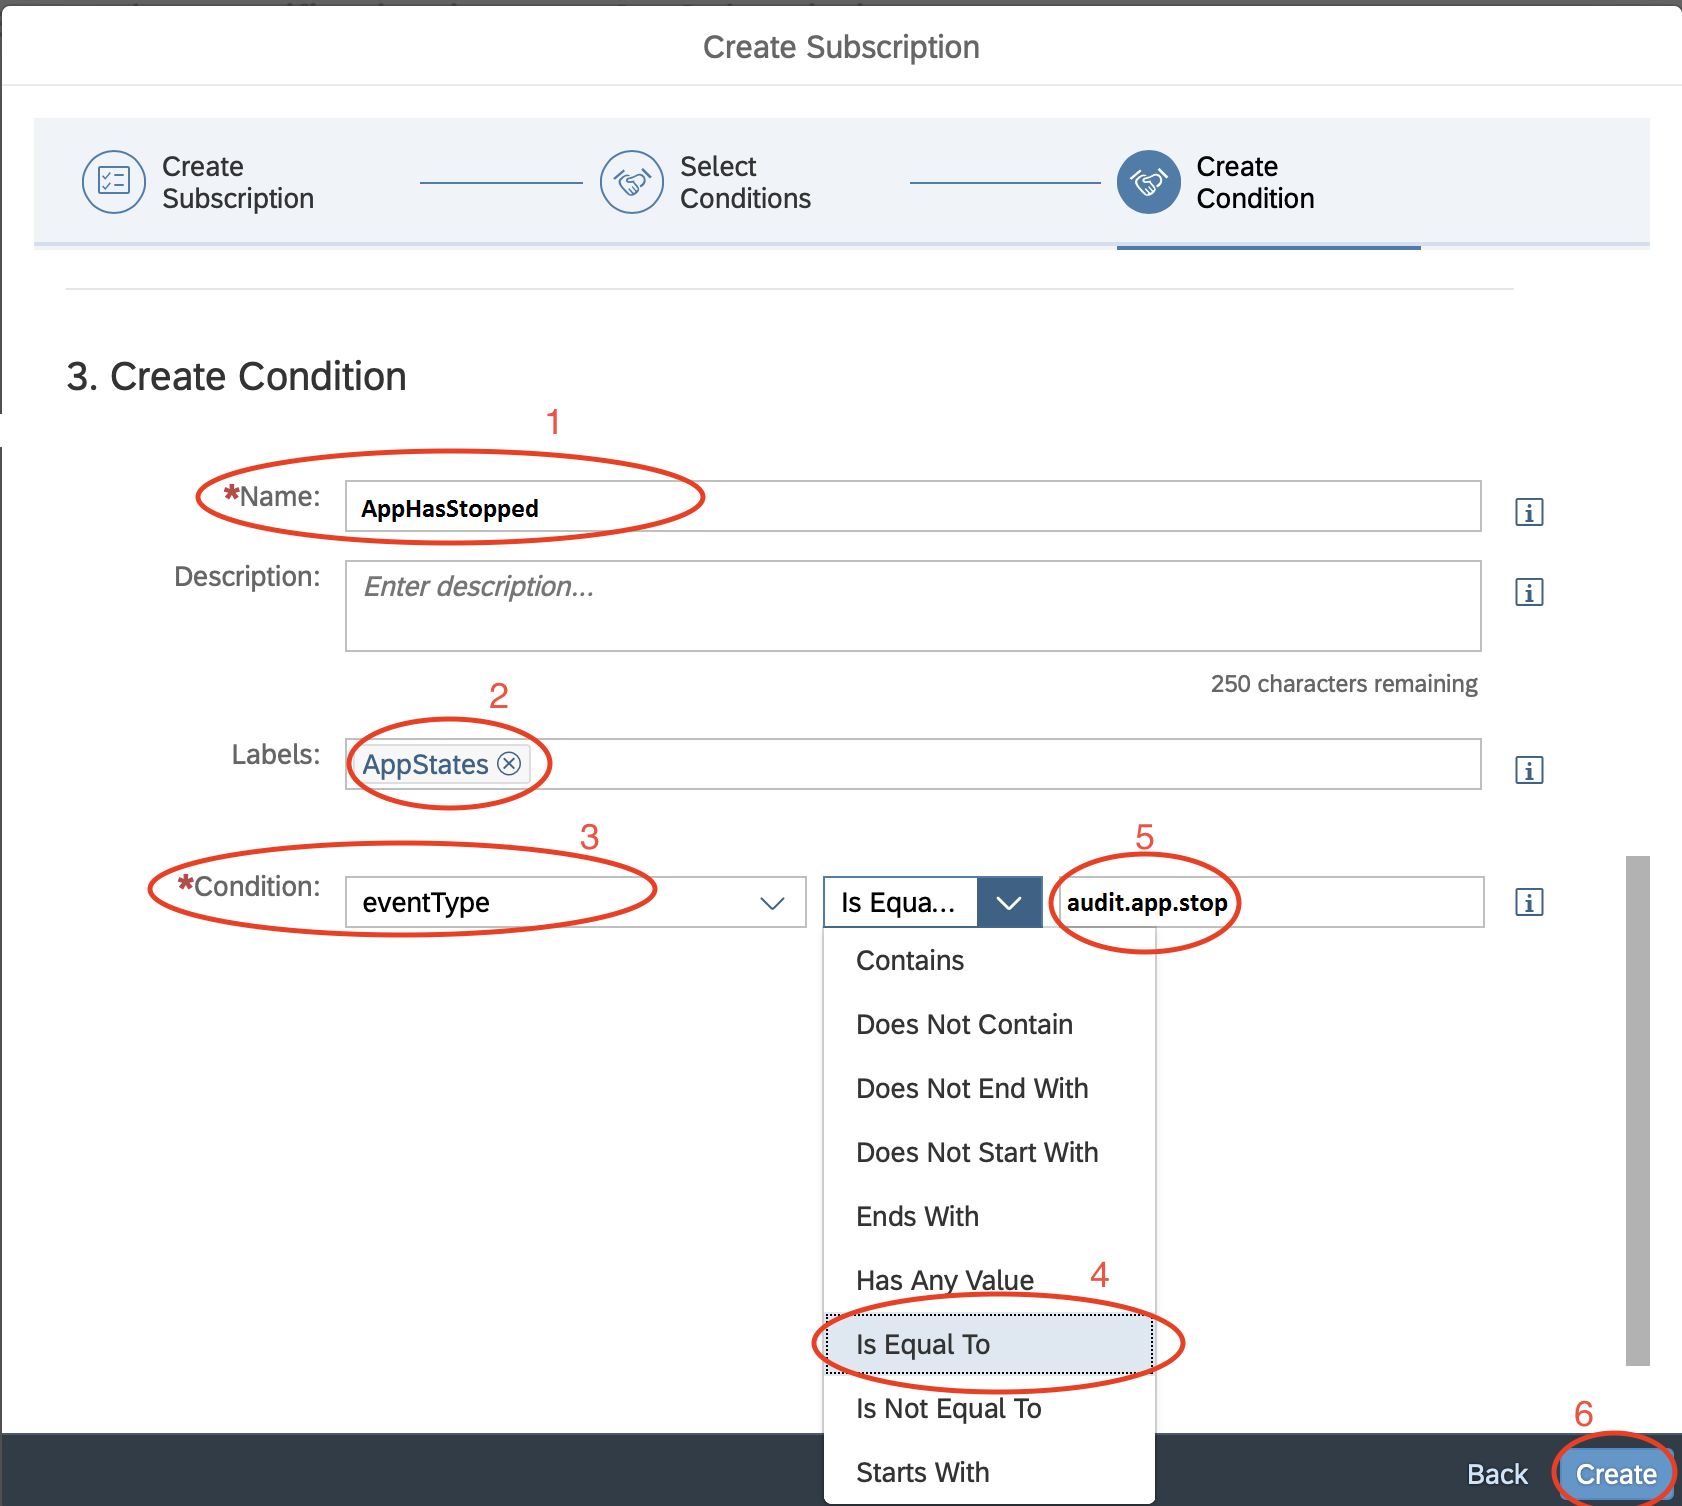 Create Subscription
Create
Subscription
Select
Conditions
Create
Condition
3. Create Condition
1
*Name:
AppHasStopped
i
Description:
Enter description...
i
250 characters remaining
2
Labels:
AppStates
i
3
5
*Condition:
eventType
Is Equa...
audit.app.stop
i
Contains
Does Not Contain
Does Not End With
Does Not Start With
Ends With
Has Any Value
4
Is Equal To
Is Not Equal To
6
Starts With
Back
Create